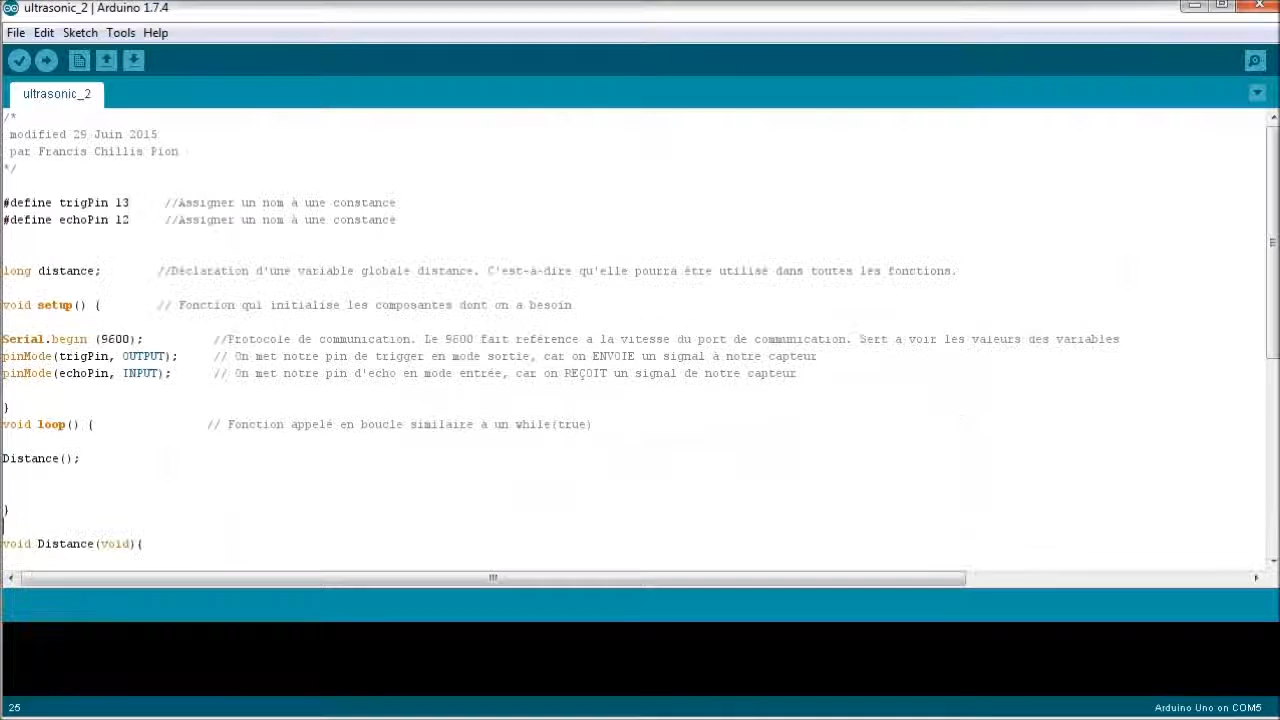 ultrasonic_2 | Arduino 1.7.4
File Edit Sketch Tools Help
ultrasonic_2
/*
modified 29 Juin 2015
par Francis Chillis Pion
*/
#define trigPin 13 //Assigner un nom à une constance
#define echoPin 12 //Assigner un nom à une constance
long distance; //Déclaration d'une variable globale distance. C'est-à-dire qu'elle pourra être utilisé dans toutes les fonctions.
void setup() { // Fonction qui initialise les composantes dont on a besoin
Serial.begin (9600); //Protocole de communication. Le 9600 fait reférence a la vitesse du port de communication. Sert a voir les valeurs des variables
pinMode(trigPin, OUTPUT); // On met notre pin de trigger en mode sortie, car on ENVOIE un signal à notre capteur
pinMode(echoPin, INPUT); // On met notre pin d'echo en mode entrée, car on REÇOIT un signal de notre capteur
}
void loop() { // Fonction appelé en boucle similaire a un while(true)
Distance();
}
void Distance(void){
25
Arduino Uno on COM5